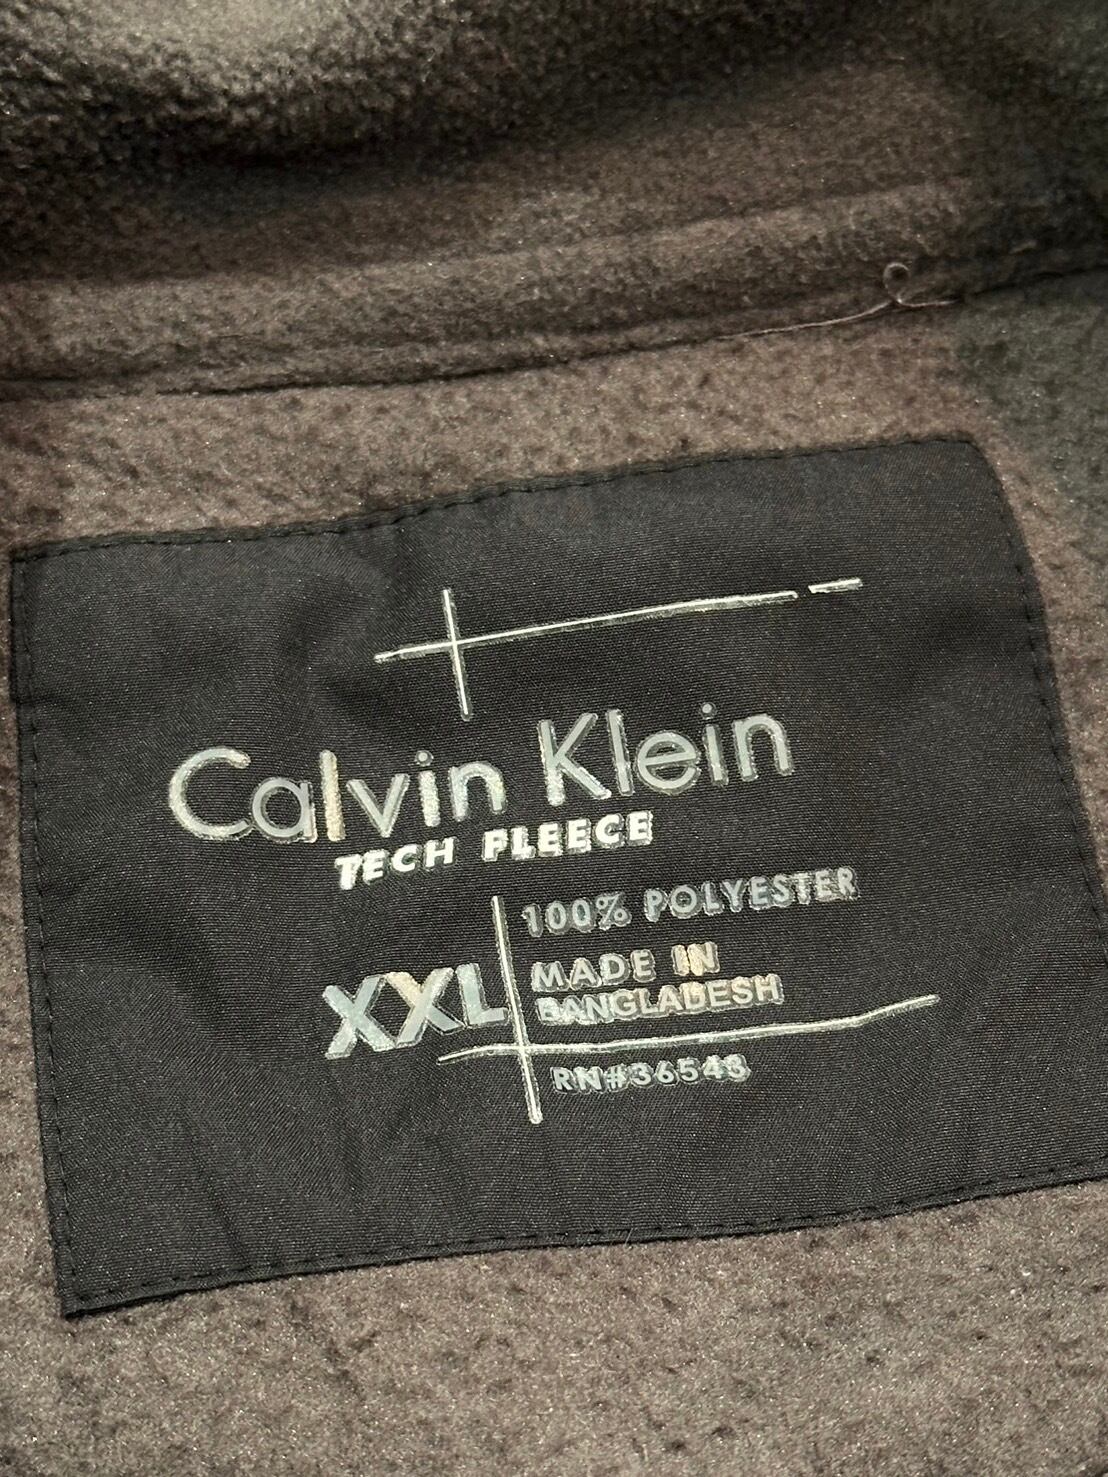 Calvin Klein
TECH FLEECE
100% POLYESTER
XXL
MADE IN
BANGLADESH
RN#36543